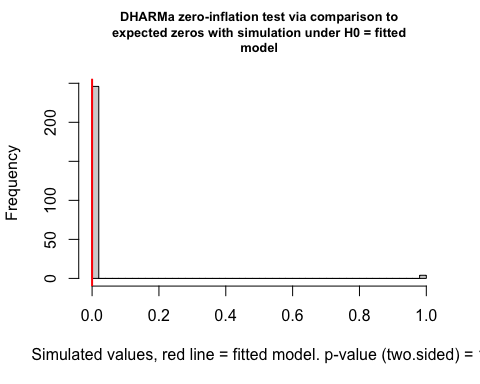 DHARMa zero-inflation test via comparison to
expected zeros with simulation under H0 = fitted
model
Frequency
200
100
50
0
0.0 0.2 0.4 0.6 0.8 1.0
Simulated values, red line = fitted model. p-value (two.sided) =